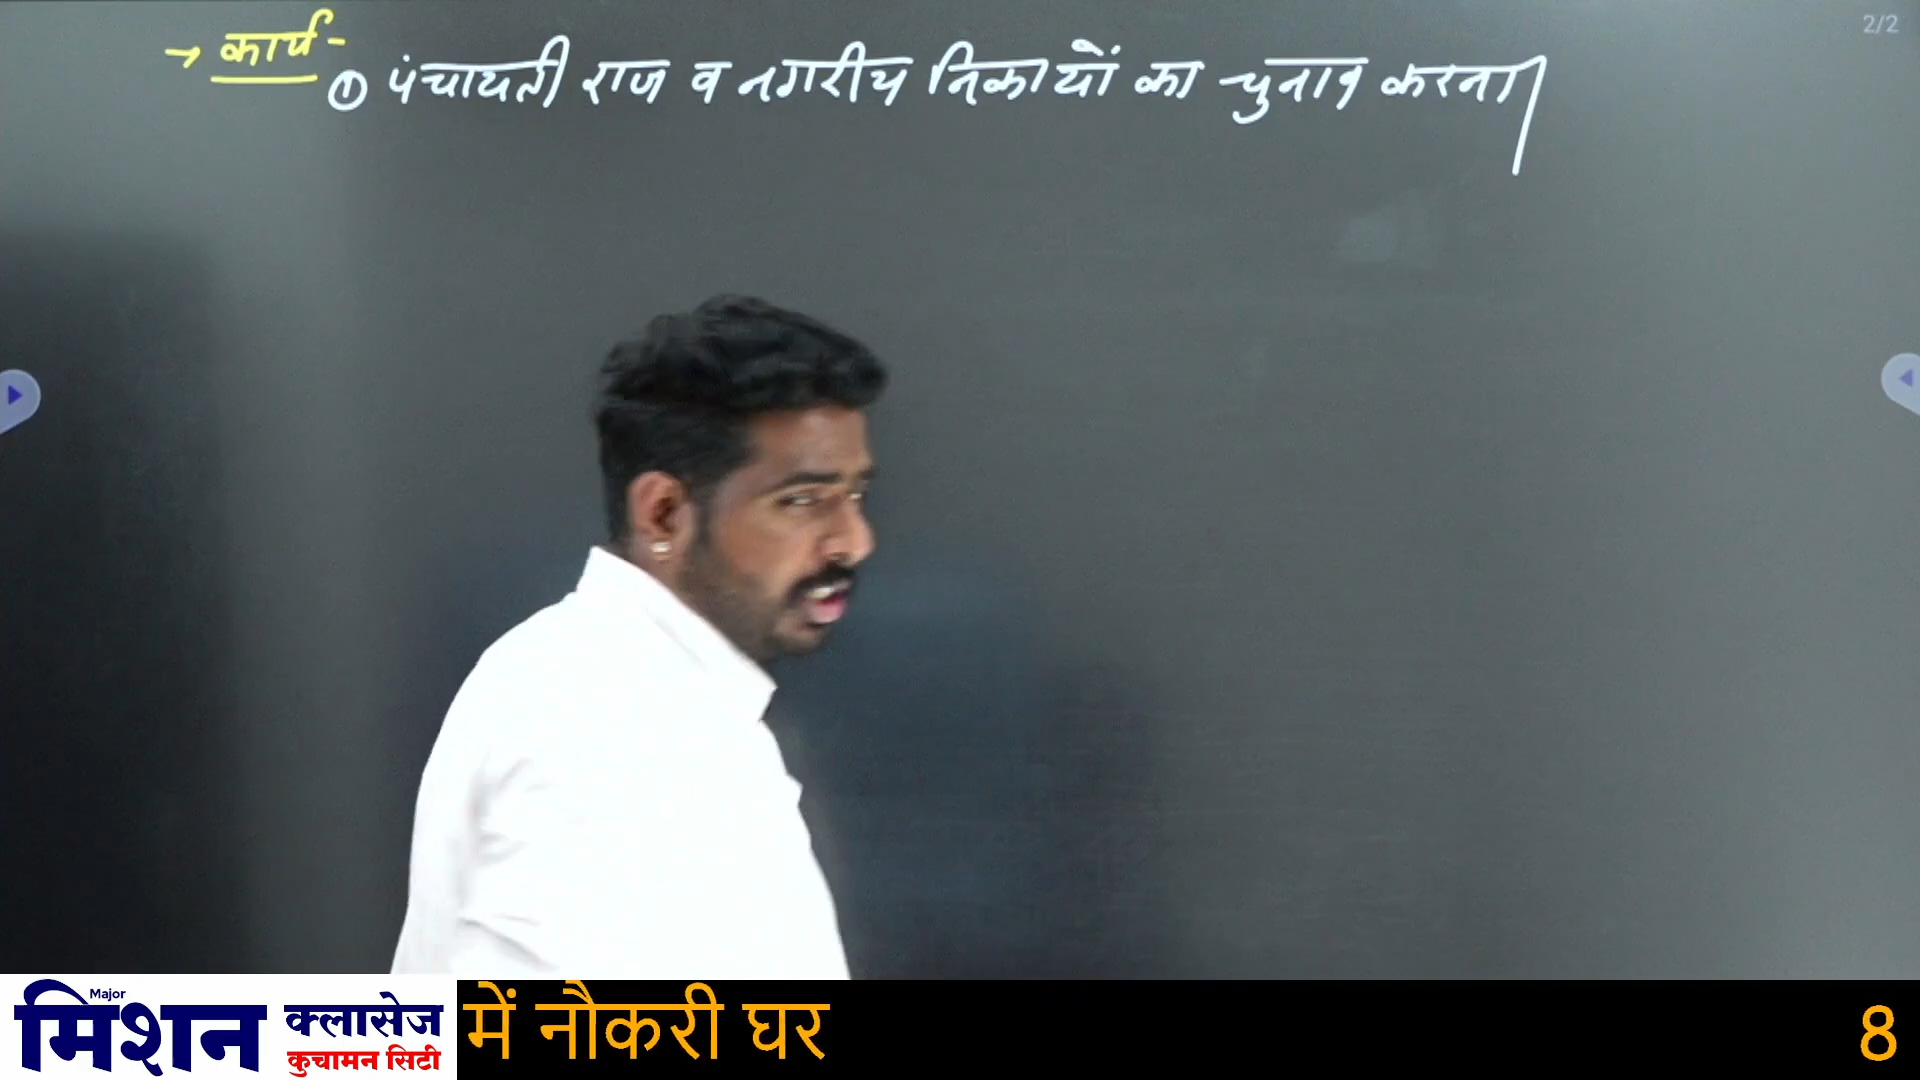 2/2
→ कार्य-
① पंचायती राज व नगरीय निकायों का चुनाव करना।
Major
मिशन क्लासेज
कुचामन सिटी
में नौकरी घर
8